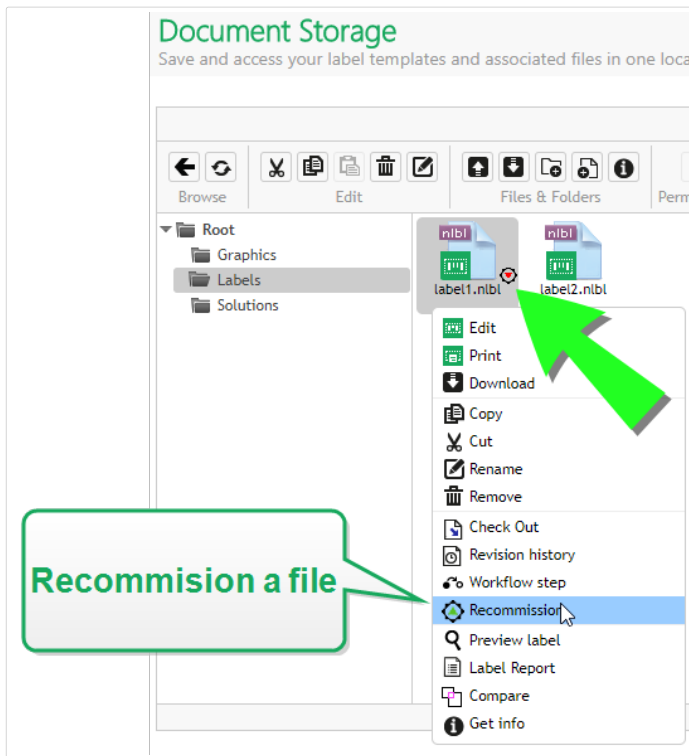 Document Storage
Save and access your label templates and associated files in one loca
Browse
Edit
Files & Folders
Perm
Root
Graphics
Labels
Solutions
nlbl
nlbl
label1.nlbl
label2.nlbl
Edit
Print
Download
Copy
Cut
Rename
Remove
Check Out
Revision history
Workflow step
Recommission
Preview label
Label Report
Compare
Get info
Recommision a file